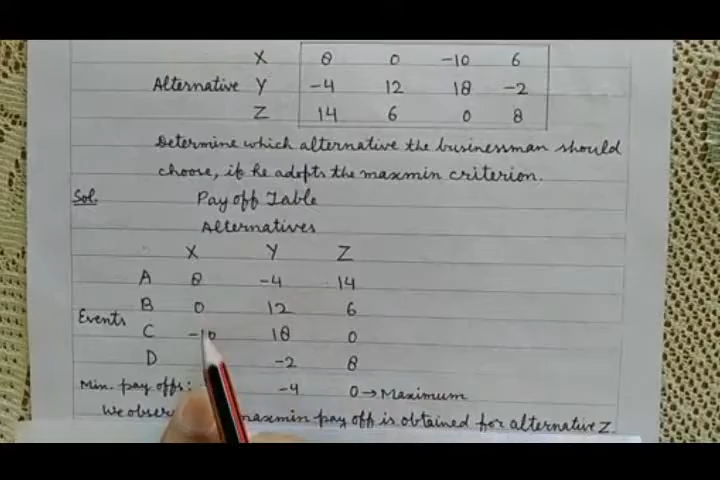 X 8 0 -10 6
Alternative Y -4 12 18 -2
Z 14 6 0 8
Determine which alternative the businessman should
choose, if he adopts the maxmin criterion.
Sol. Pay off Table
Alternatives
X Y Z
A 8 -4 14
B 0 12 6
Events
C -10 18 0
D -2 8
Min. pay offs: -4 0 → Maximum
We maxmin pay off is obtained for alternative Z.